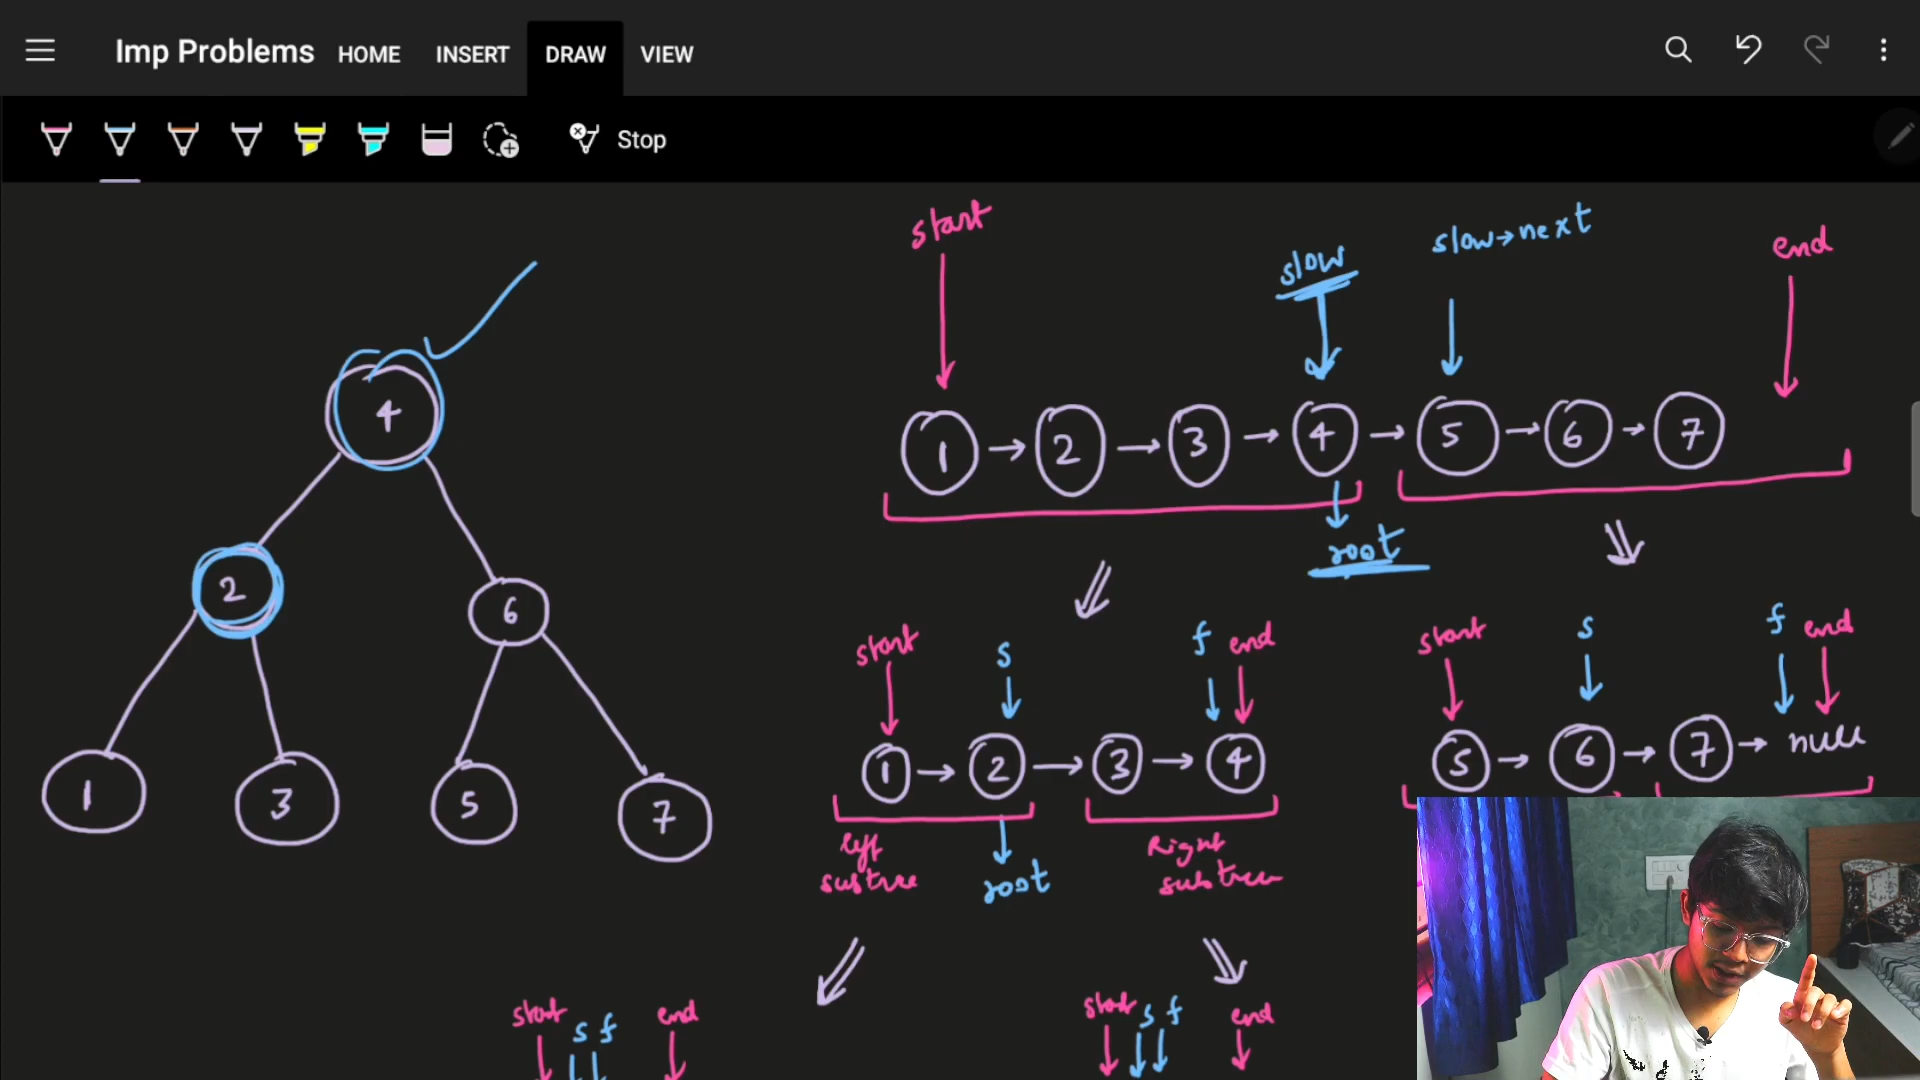 Imp Problems HOME INSERT DRAW VIEW
Stop
start
slow
slow→next
end
4
1 → 2 → 3 → 4 → 5 → 6 → 7
root
2
6
start s f end
start s f end
1 → 2 → 3 → 4
5 → 6 → 7 → null
1 3 5 7
left subtree
root
Right subtree
start s f end
start s f end